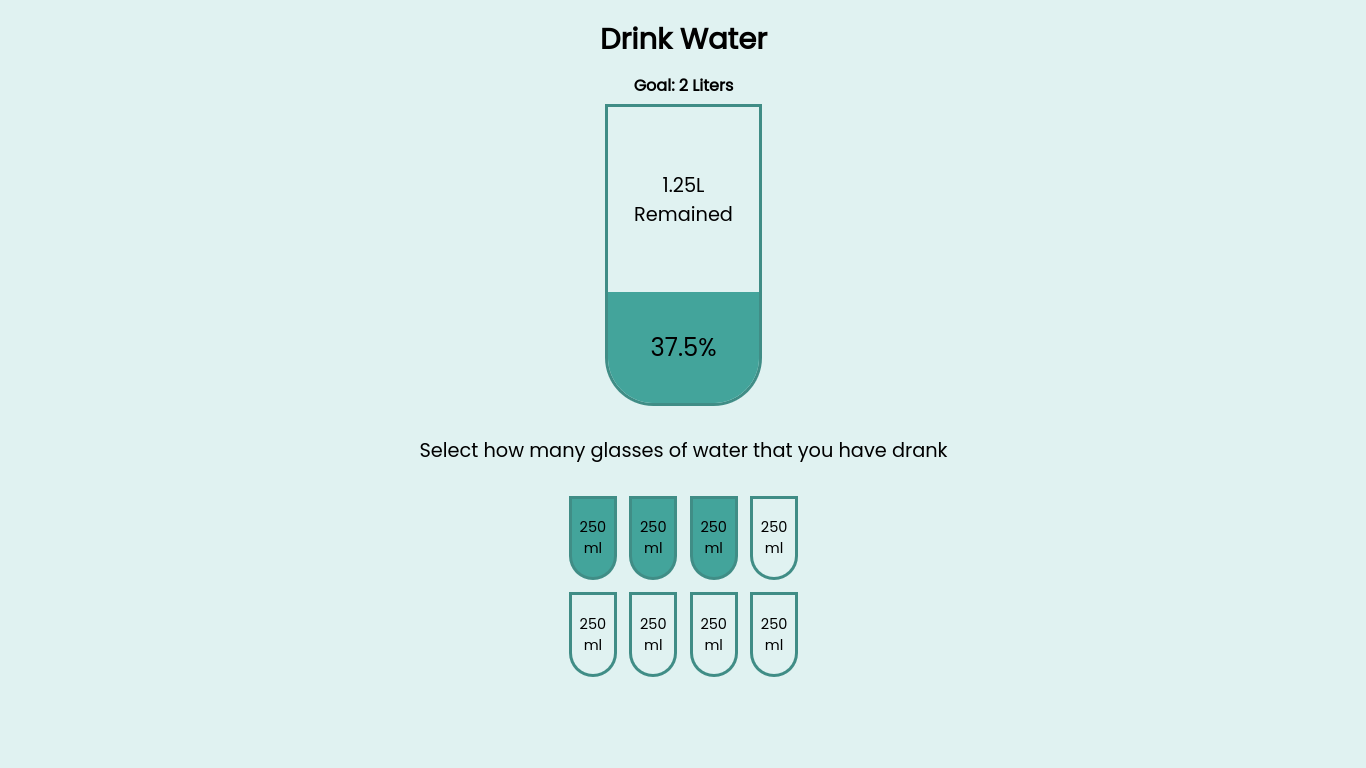 Drink Water
Goal: 2 Liters
1.25L
Remained
37.5%
Select how many glasses of water that you have drank
250 250 250 250
ml ml ml ml
250 250 250 250
ml ml ml ml